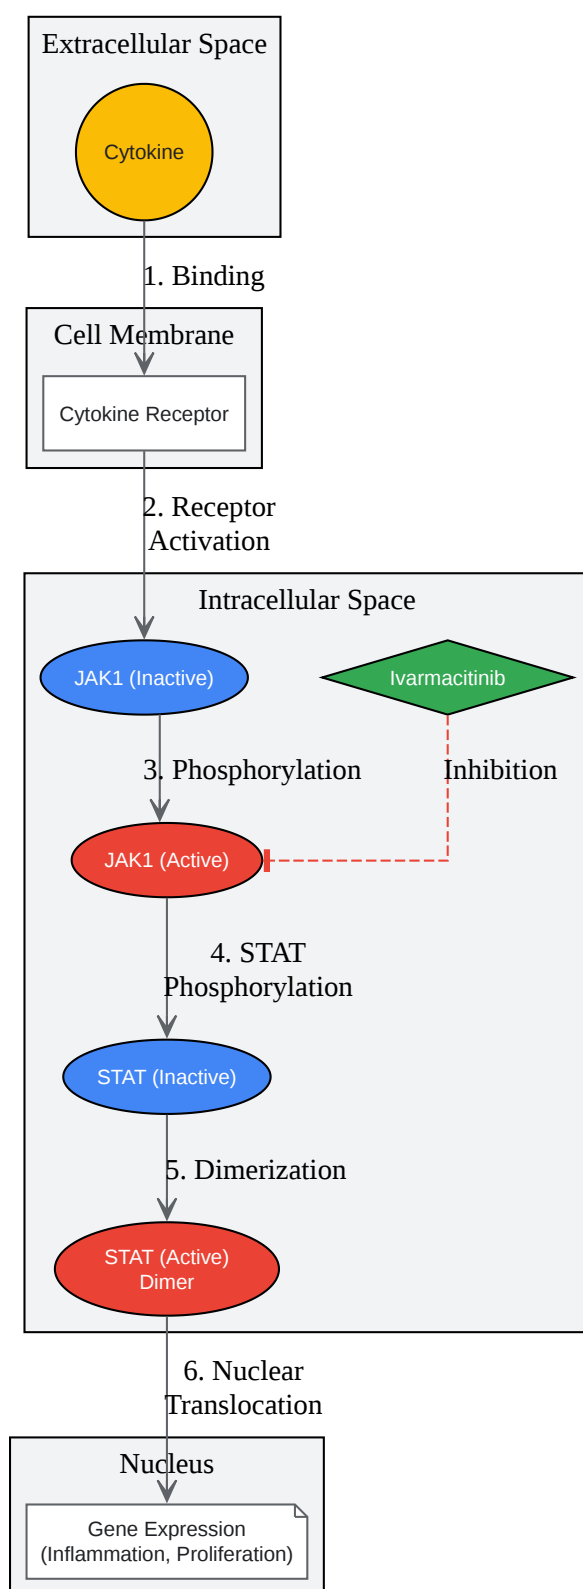 Extracellular Space
Cytokine
1. Binding
Cell Membrane
Cytokine Receptor
2. Receptor
Activation
Intracellular Space
JAK1 (Inactive)
Ivarmacitinib
3. Phosphorylation
Inhibition
JAK1 (Active)
4. STAT
Phosphorylation
STAT (Inactive)
5. Dimerization
STAT (Active)
Dimer
6. Nuclear
Translocation
Nucleus
Gene Expression
(Inflammation, Proliferation)